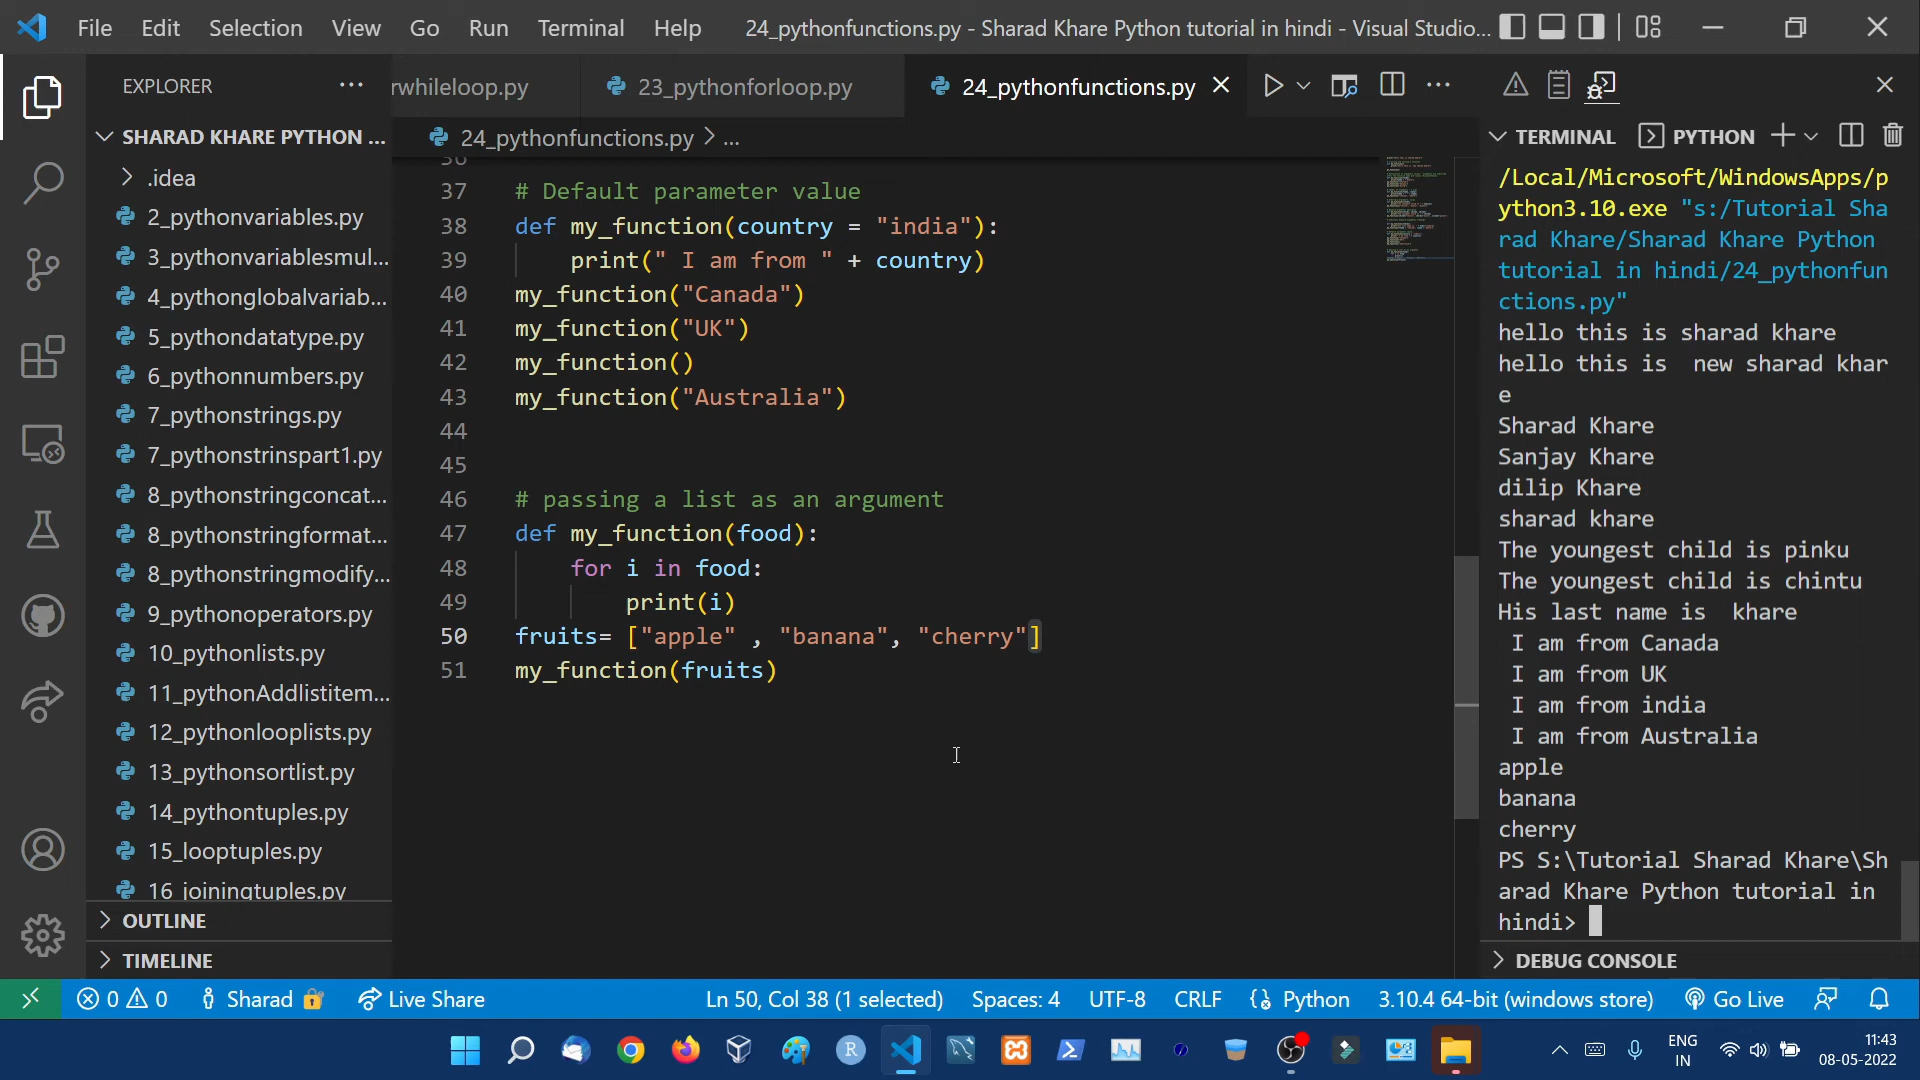 File Edit Selection View Go Run Terminal Help 24_pythonfunctions.py - Sharad Khare Python tutorial in hindi - Visual Studio...
EXPLORER
rwhileloop.py 23_pythonforloop.py 24_pythonfunctions.py
SHARAD KHARE PYTHON ...
24_pythonfunctions.py > ...
.idea
2_pythonvariables.py
3_pythonvariablesmul...
4_pythonglobalvariab...
5_pythondatatype.py
6_pythonnumbers.py
7_pythonstrings.py
7_pythonstrinspart1.py
8_pythonstringconcat...
8_pythonstringformat...
8_pythonstringmodify...
9_pythonoperators.py
10_pythonlists.py
11_pythonAddlistitem...
12_pythonlooplists.py
13_pythonsortlist.py
14_pythontuples.py
15_looptuples.py
16_joiningtuples.py
OUTLINE
TIMELINE
36
37 # Default parameter value
38 def my_function(country = "india"):
39 print(" I am from " + country)
40 my_function("Canada")
41 my_function("UK")
42 my_function()
43 my_function("Australia")
44
45
46 # passing a list as an argument
47 def my_function(food):
48 for i in food:
49 print(i)
50 fruits= ["apple" , "banana", "cherry"]
51 my_function(fruits)
TERMINAL PYTHON
/Local/Microsoft/WindowsApps/p
ython3.10.exe "s:/Tutorial Sha
rad Khare/Sharad Khare Python
tutorial in hindi/24_pythonfun
ctions.py"
hello this is sharad khare
hello this is  new sharad khar
e
Sharad Khare
Sanjay Khare
dilip Khare
sharad khare
The youngest child is pinku
The youngest child is chintu
His last name is  khare
I am from Canada
I am from UK
I am from india
I am from Australia
apple
banana
cherry
PS S:\Tutorial Sharad Khare\Sh
arad Khare Python tutorial in
hindi>
DEBUG CONSOLE
0 0 Sharad Live Share Ln 50, Col 38 (1 selected) Spaces: 4 UTF-8 CRLF Python 3.10.4 64-bit (windows store) Go Live
R
ENG
IN
11:43
08-05-2022